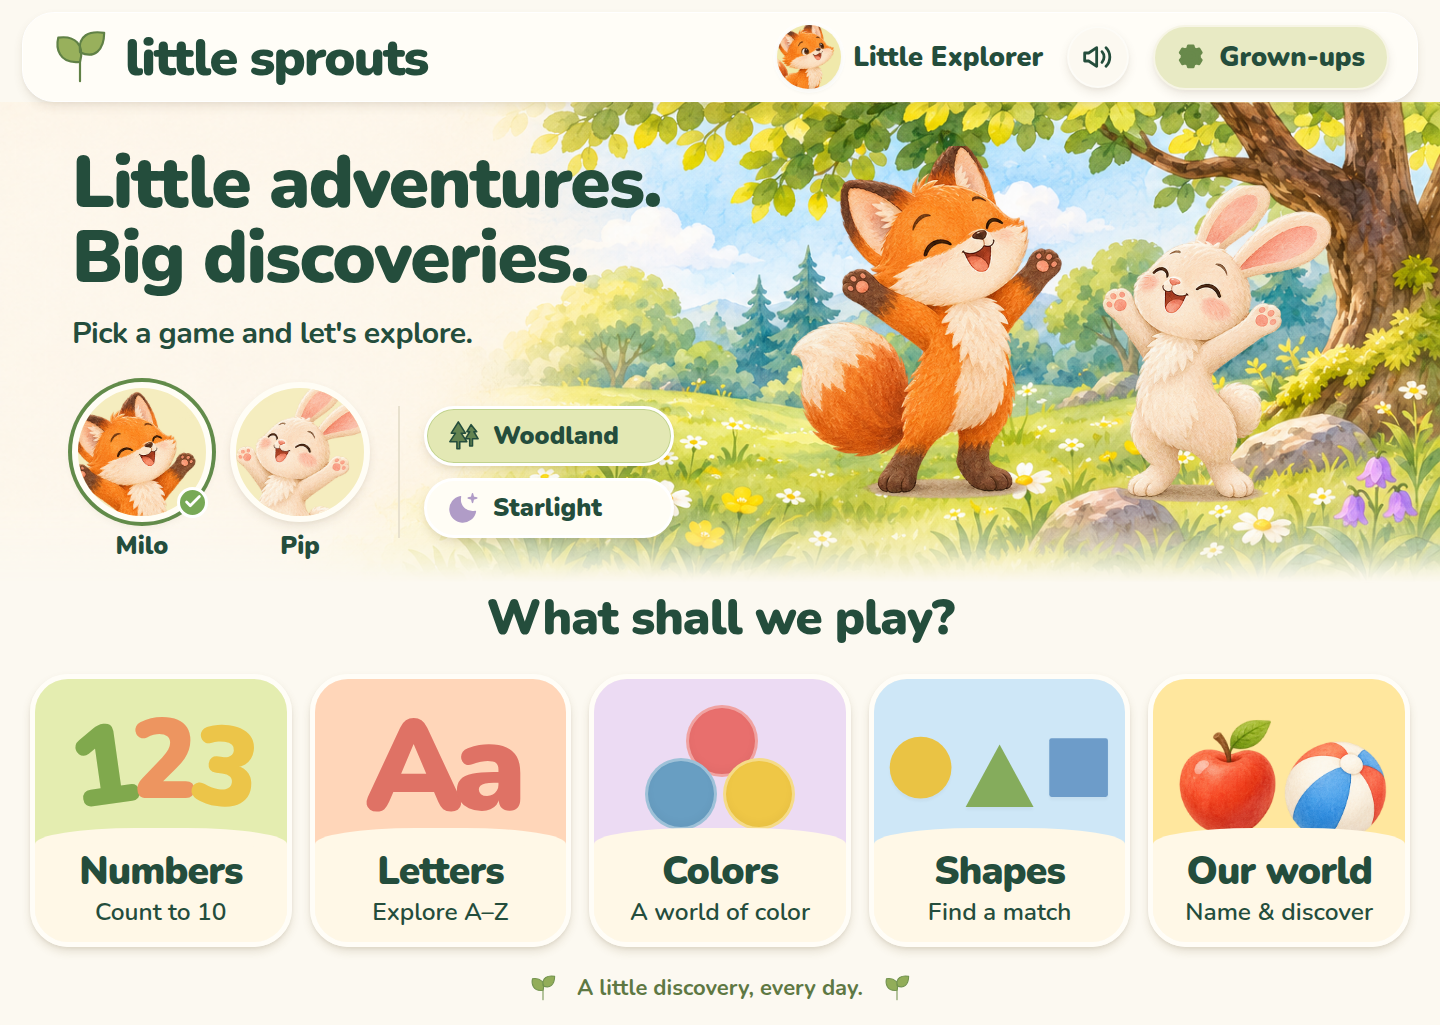 little sprouts
Little Explorer
Grown-ups
Little adventures.
Big discoveries.
Pick a game and let's explore.
Woodland
Starlight
Milo
Pip
What shall we play?
123
Aa
Numbers
Count to 10
Letters
Explore A–Z
Colors
A world of color
Shapes
Find a match
Our world
Name & discover
A little discovery, every day.